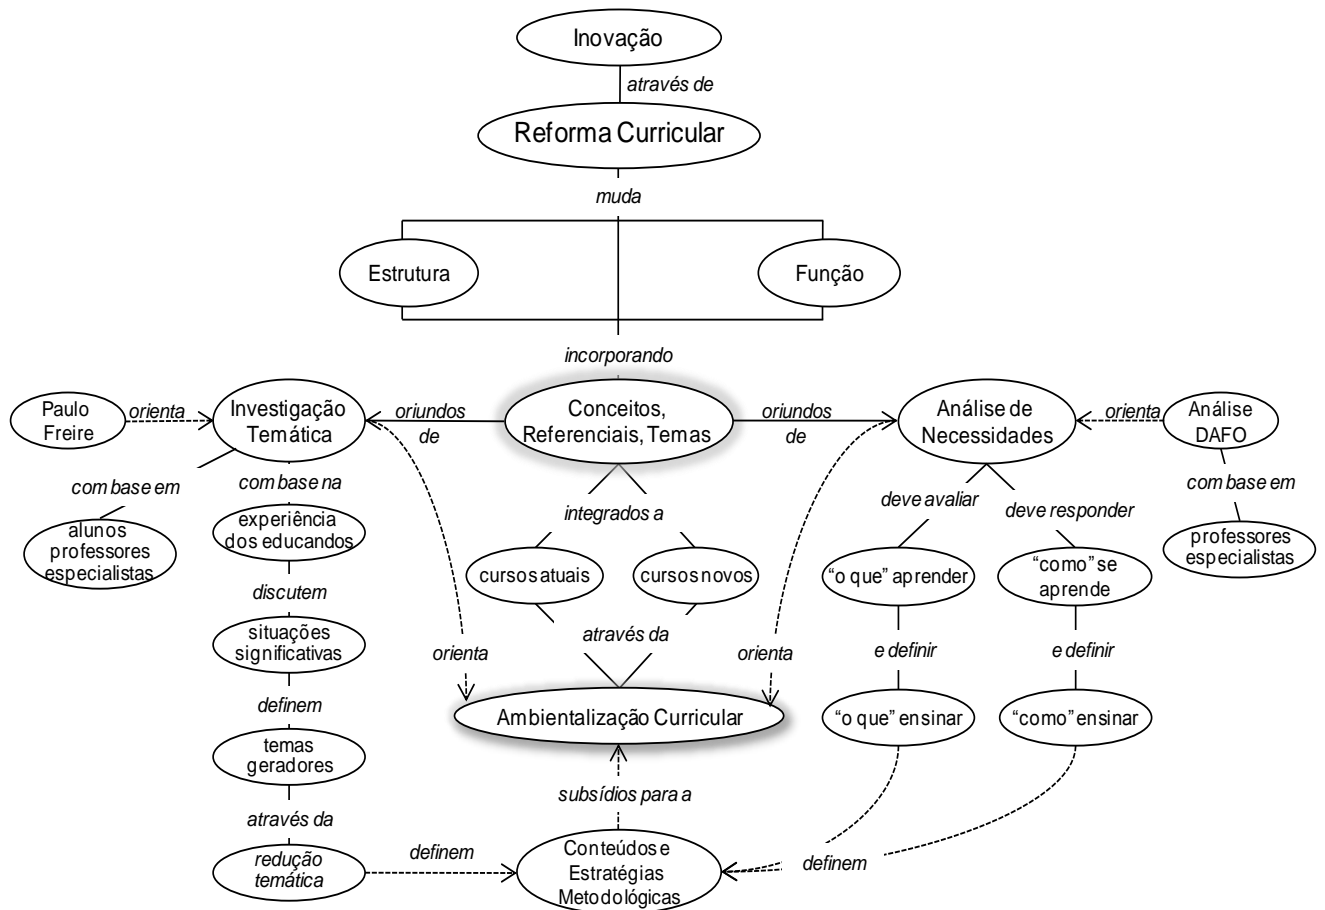 Inovação
através de
Reforma Curricular
muda
Estrutura
Função
incorporando
Paulo
Freire
orienta
Investigação
Temática
oriundos
de
Conceitos,
Referenciais, Temas
oriundos
de
Análise de
Necessidades
orienta
Análise
DAFO
com base em
alunos
professores
especialistas
com base na
experiência
dos educandos
discutem
situações
significativas
definem
temas
geradores
através da
redução
temática
definem
orienta
integrados a
cursos atuais
cursos novos
através da
Ambientalização Curricular
subsídios para a
Conteúdos e
Estratégias
Metodológicas
orienta
deve avaliar
"o que" aprender
e definir
"o que" ensinar
deve responder
"como" se
aprende
e definir
"como" ensinar
definem
com base em
professores
especialistas